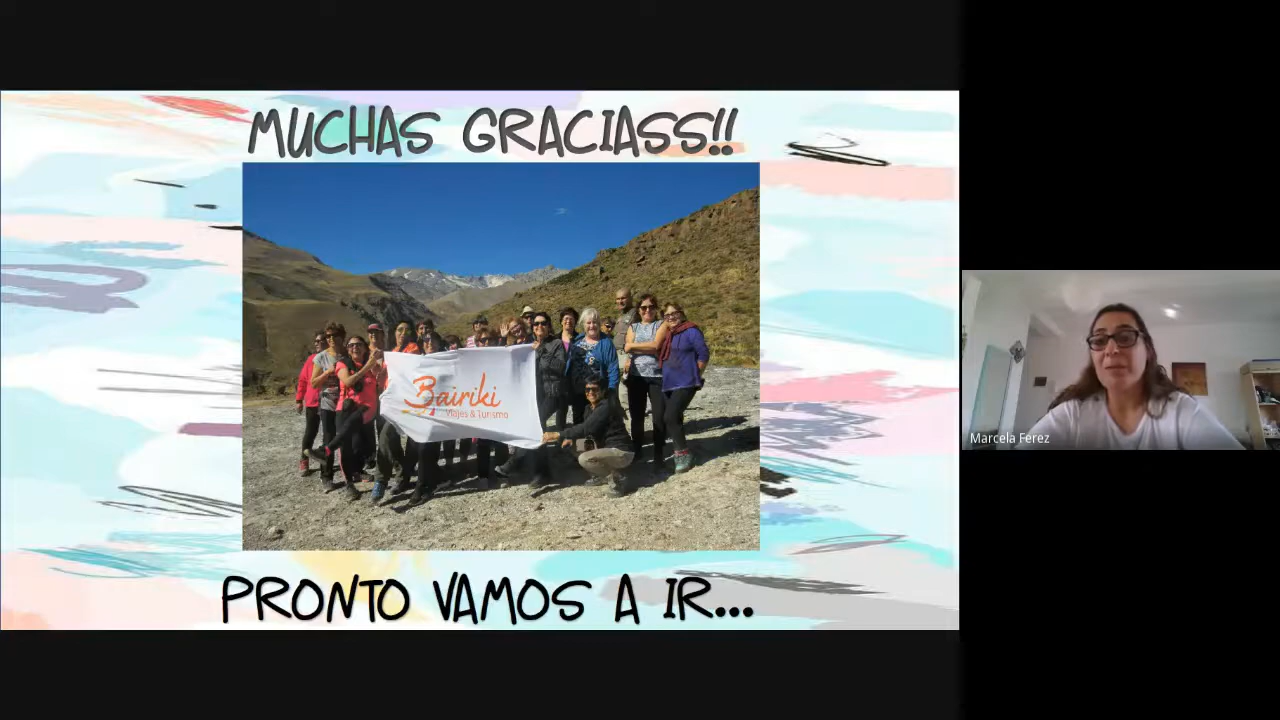 MUCHAS GRACIASS!!
Bairiki
Viajes & Turismo
Marcela Ferez
PRONTO VAMOS A IR...